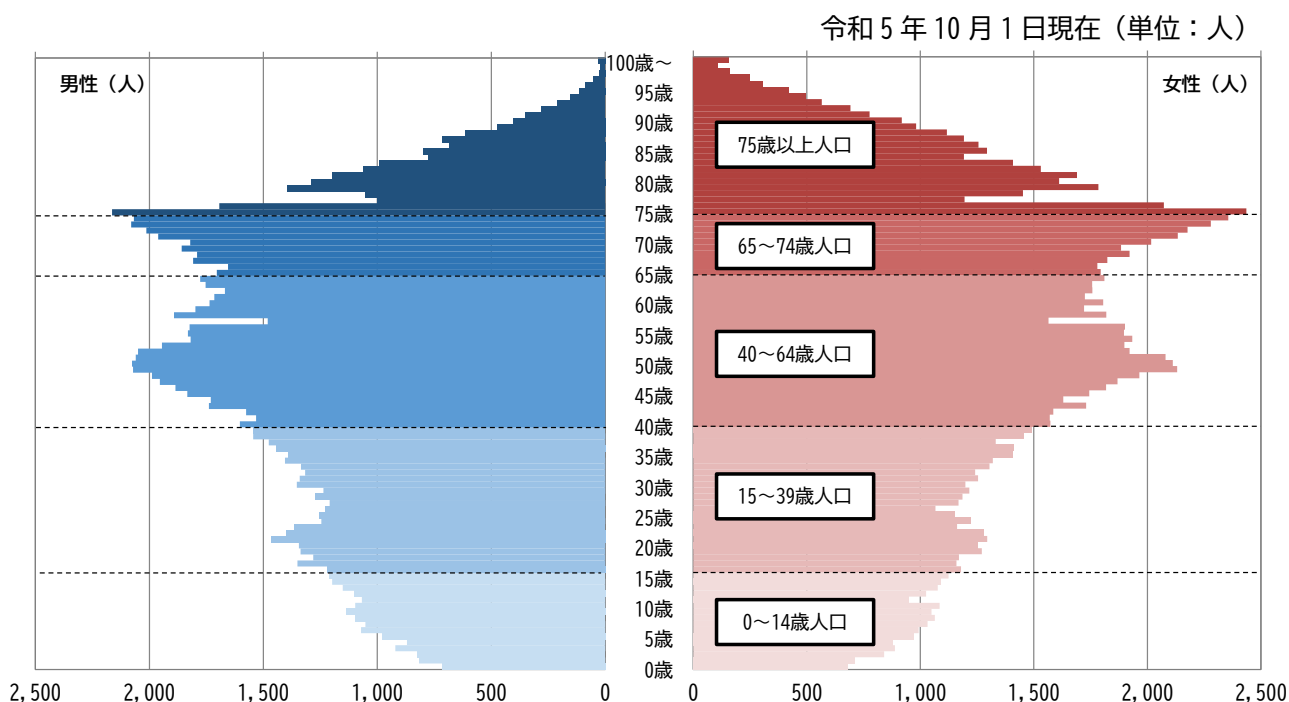 令和５年10月１日現在（単位：人）
男性（人）
女性（人）
100歳～
95歳
90歳
85歳
80歳
75歳
70歳
65歳
60歳
55歳
50歳
45歳
40歳
35歳
30歳
25歳
20歳
15歳
10歳
5歳
0歳
75歳以上人口
65～74歳人口
40～64歳人口
15～39歳人口
0～14歳人口
2,500 2,000 1,500 1,000 500 0
0 500 1,000 1,500 2,000 2,500